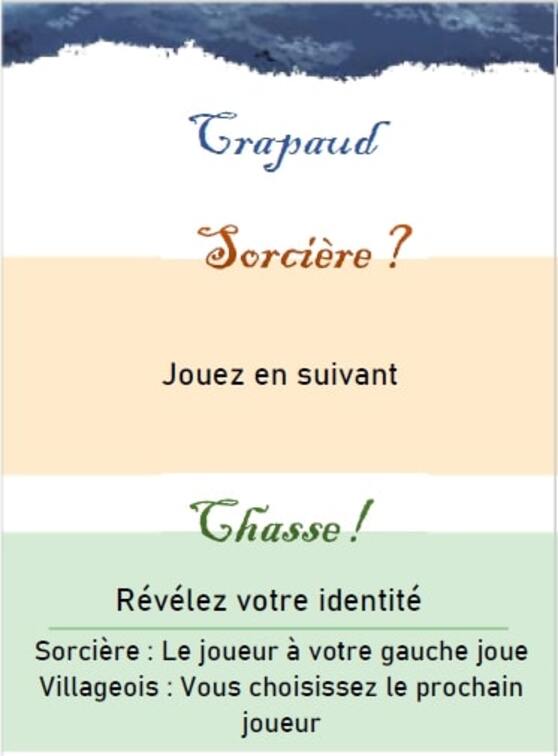 Crapaud
Sorcière ?
Jouez en suivant
Chasse !
Révélez votre identité
Sorcière : Le joueur à votre gauche joue
Villageois : Vous choisissez le prochain
joueur